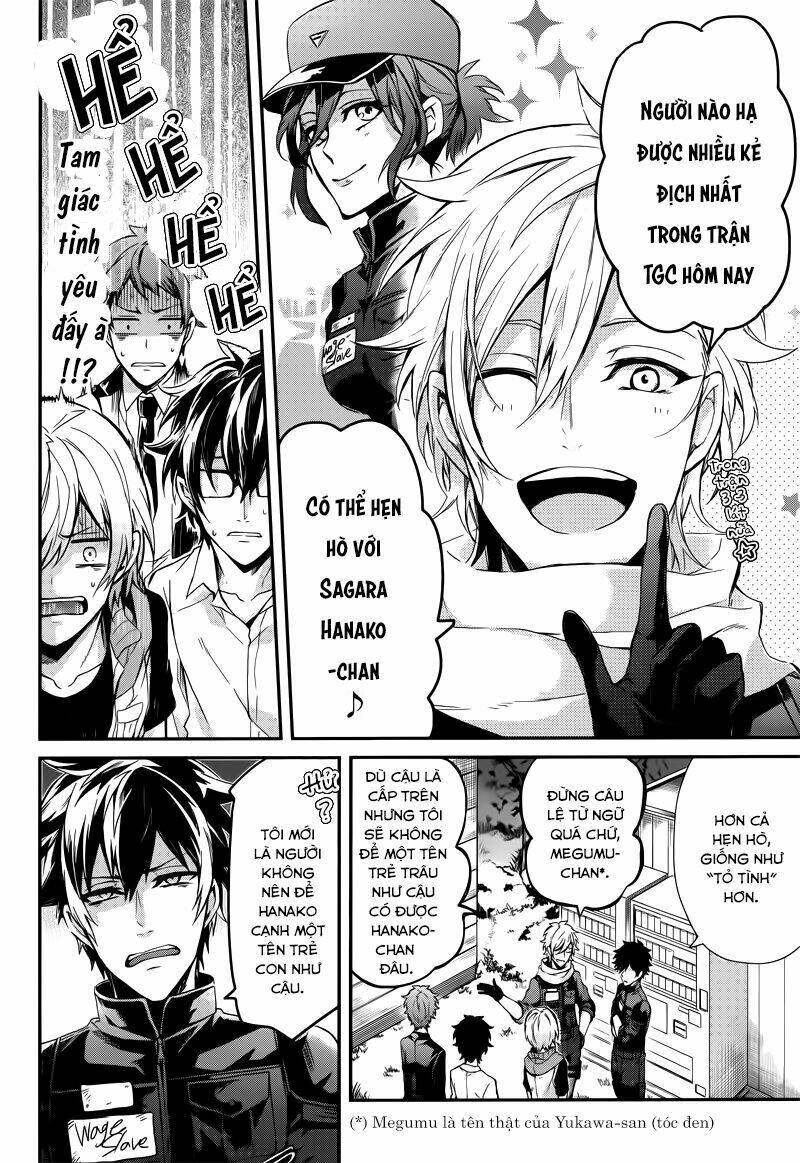 NGƯỜI NÀO HẠ
ĐƯỢC NHIỀU KẺ
ĐỊCH NHẤT
TRONG TRẬN
TGC HÔM NAY
Trong
trận
3
lát
nữa
CÓ THỂ HẸN
HÒ VỚI
SAGARA
HANAKO
-CHAN
♪
Wage
Slave
HỂ
HỂ
HỂ
HỂ
Tam
giác
tình
yêu
đấy à
!!?
HƠN CẢ
HẸN HÒ,
GIỐNG NHƯ
“TỎ TÌNH”
HƠN.
ĐỪNG CÂU
LỆ TỪ NGỮ
QUÁ CHỨ,
MEGUMU-
CHAN*.
DÙ CẬU LÀ
CẤP TRÊN
NHƯNG TÔI
SẼ KHÔNG
ĐỂ MỘT TÊN
TRẺ TRÂU
NHƯ CẬU
CÓ ĐƯỢC
HANAKO-
CHAN
ĐÂU.
Hử
?
TÔI MỚI
LÀ NGƯỜI
KHÔNG
NÊN ĐỂ
HANAKO
CẠNH MỘT
TÊN TRẺ
CON NHƯ
CẬU.
Wage
Slave
(*) Megumu là tên thật của Yukawa-san (tóc đen)